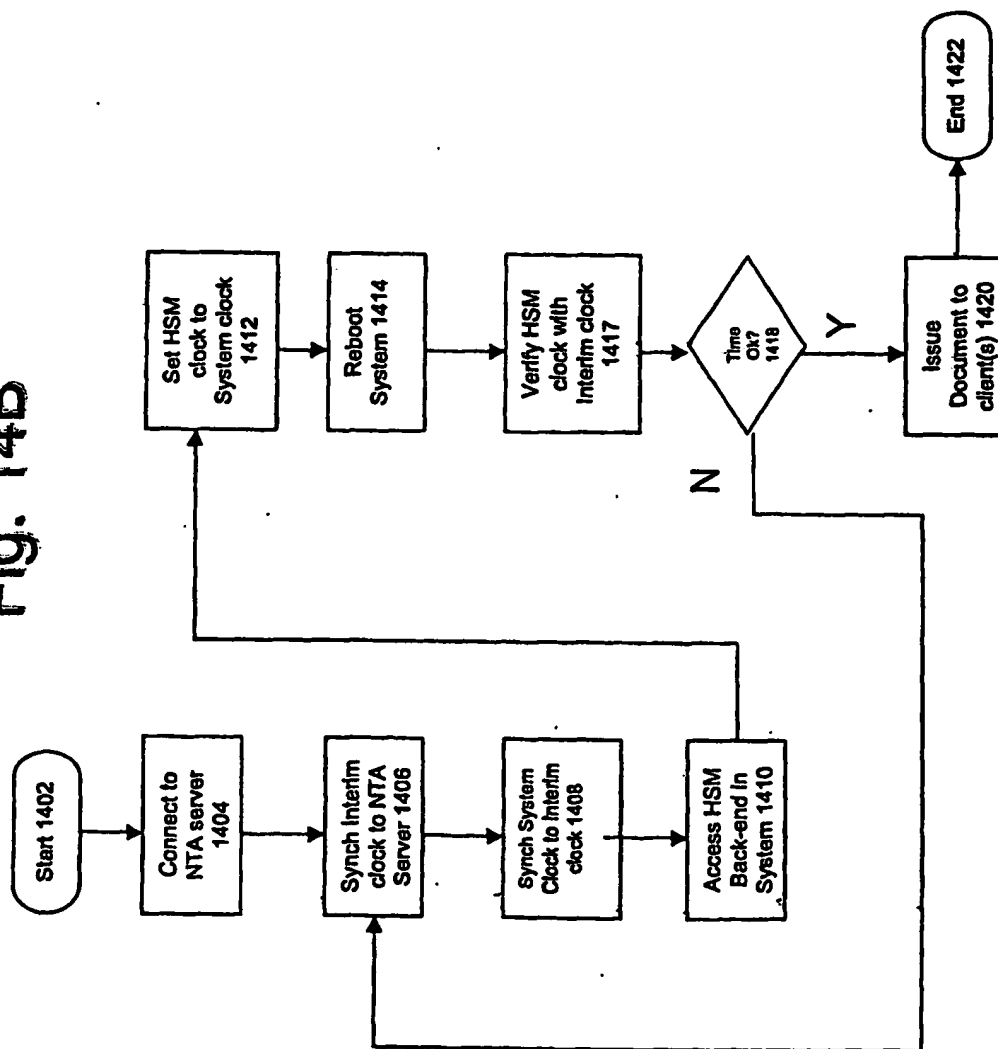 Fig. 14B
Start 1402
Connect to
NTA server
1404
Synch Interim
clock to NTA
Server 1406
Synch System
Clock to Interim
clock 1408
Access HSM
Back-end in
System 1410
Set HSM
clock to
System clock
1412
Reboot
System 1414
Verify HSM
clock with
Interim clock
1417
Time
Ok?
1418
N
Y
Issue
Document to
client(s) 1420
End 1422